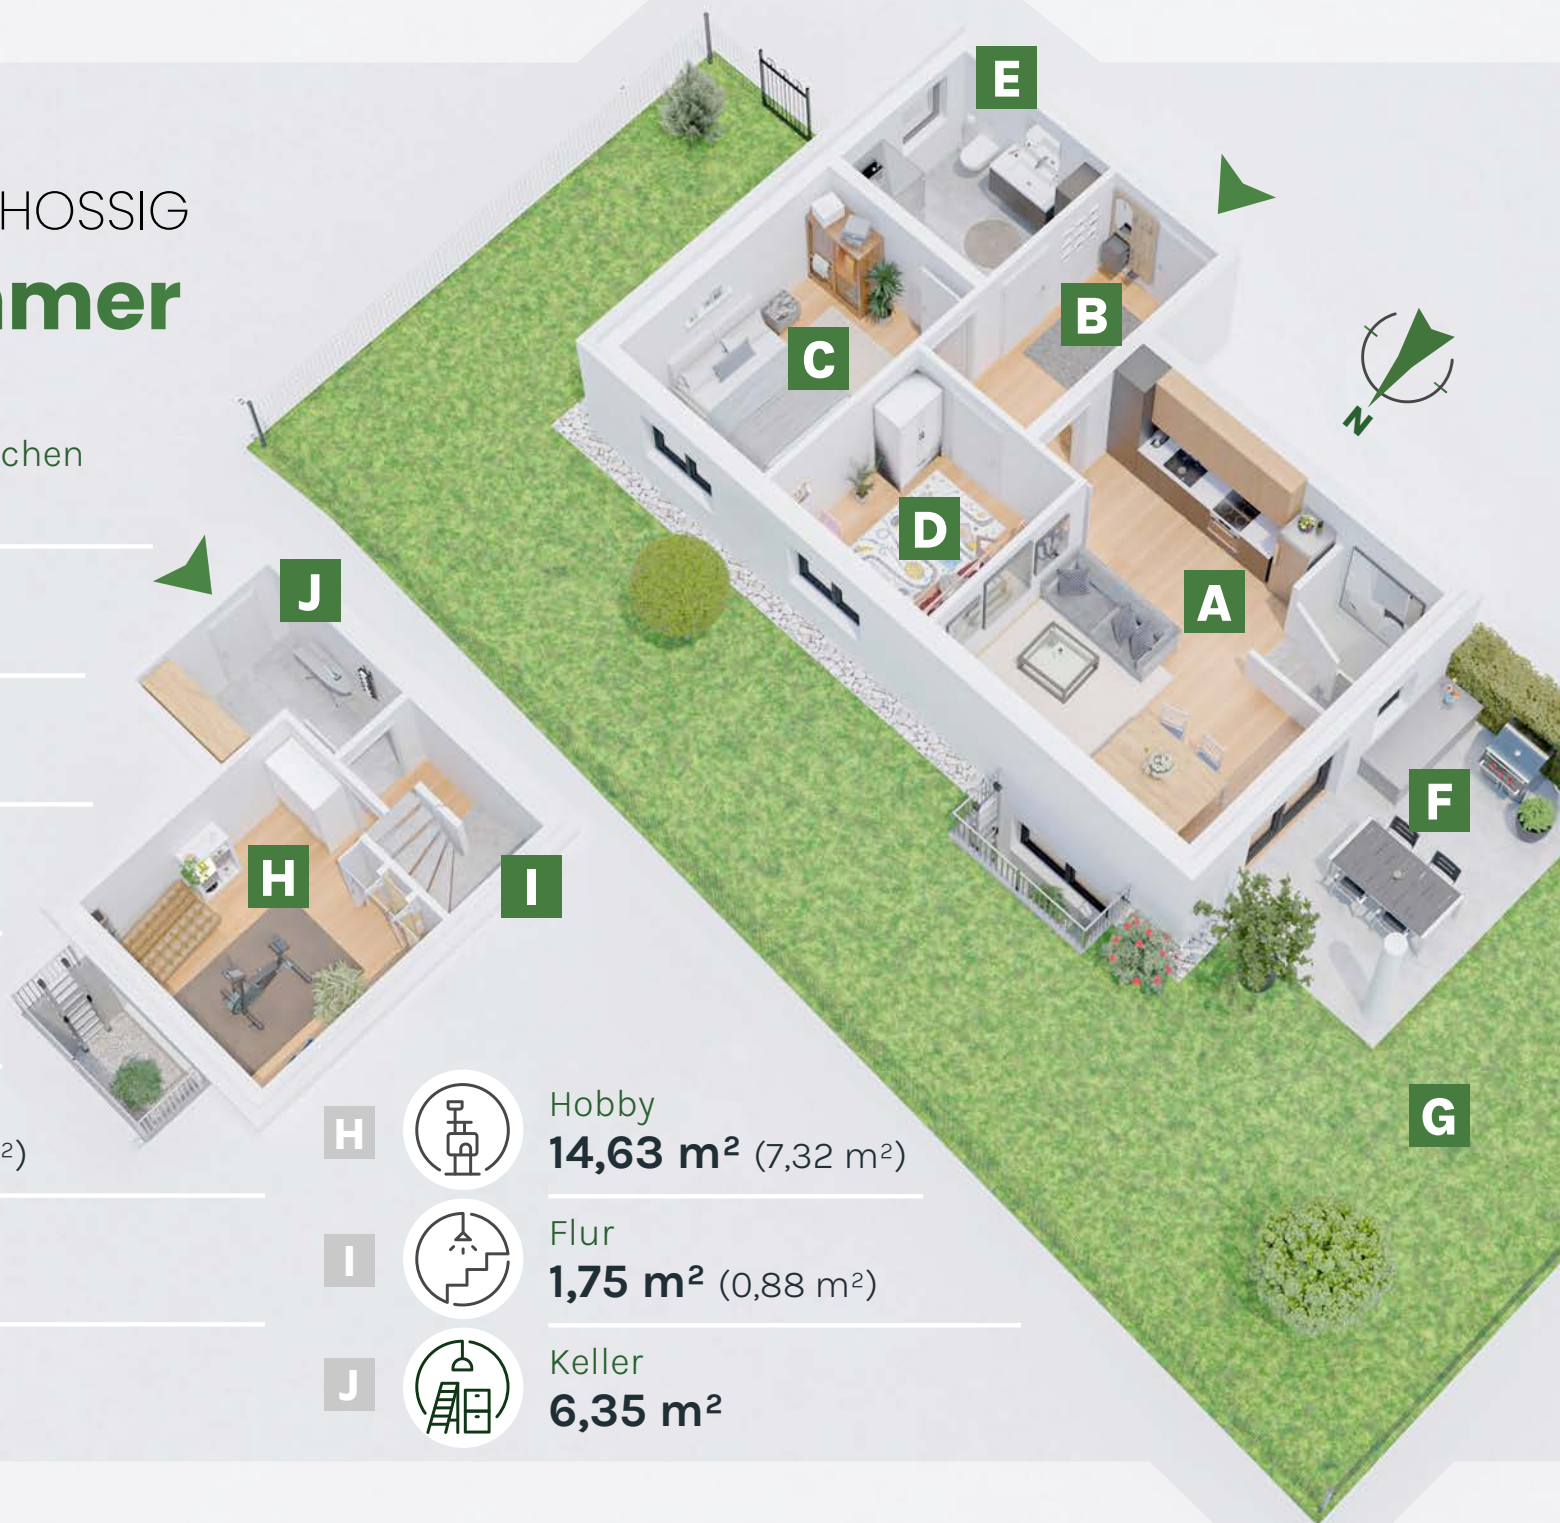 HOSSIG
mer
chen
²)
E
B
C
D
A
N
J
H
I
F
G
H
Hobby
14,63 m² (7,32 m²)
I
Flur
1,75 m² (0,88 m²)
J
Keller
6,35 m²